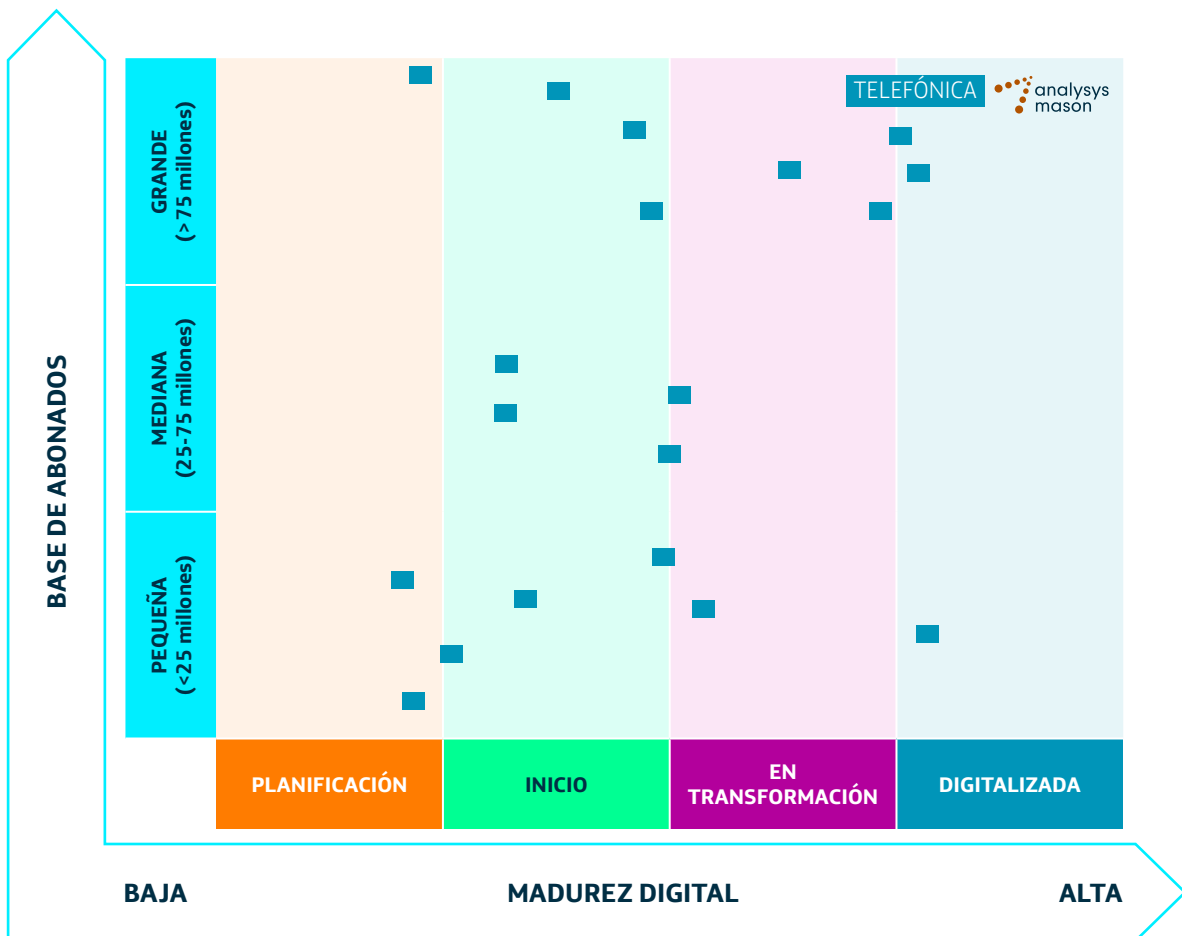 BASE DE ABONADOS
GRANDE
(>75 millones)
MEDIANA
(25-75 millones)
PEQUEÑA
(<25 millones)
TELEFÓNICA
analysys
mason
PLANIFICACIÓN
INICIO
EN
TRANSFORMACIÓN
DIGITALIZADA
BAJA
MADUREZ DIGITAL
ALTA